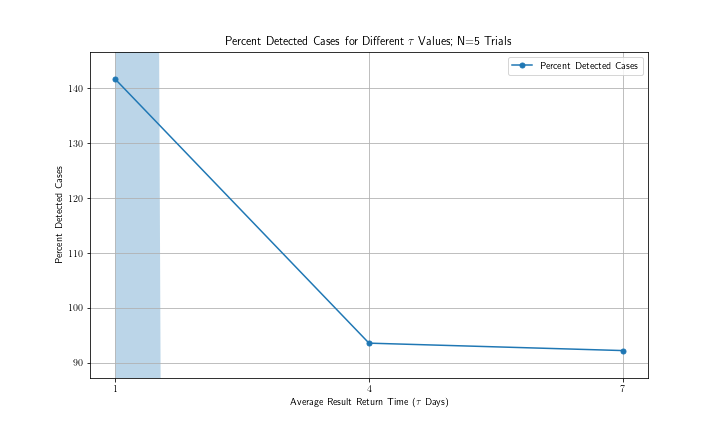 Percent Detected Cases for Different τ Values; N=5 Trials
Percent Detected Cases
140
130
120
110
100
90
Percent Detected Cases
1
4
7
Average Result Return Time (τ Days)